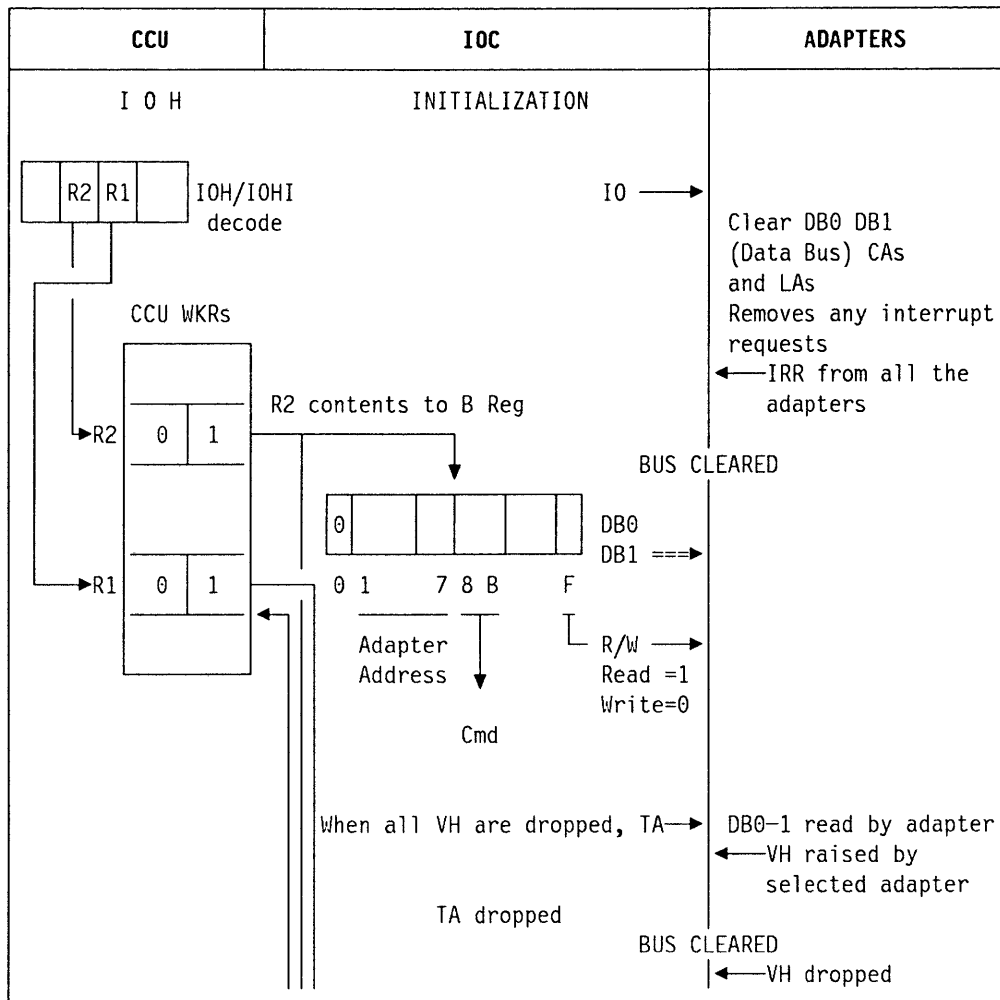 CCU IOC ADAPTERS
I O H INITIALIZATION
R2 R1 IOH/IOHI
decode
IO
Clear DB0 DB1
(Data Bus) CAs
and LAs
Removes any interrupt
requests
IRR from all the
adapters
CCU WKRs
R2 contents to B Reg
R2 0 1
BUS CLEARED
0 DB0
DB1 ===
R1 0 1
0 1 7 8 B F
Adapter
Address
R/W
Read =1
Write=0
Cmd
When all VH are dropped, TA
DB0-1 read by adapter
VH raised by
selected adapter
TA dropped
BUS CLEARED
VH dropped